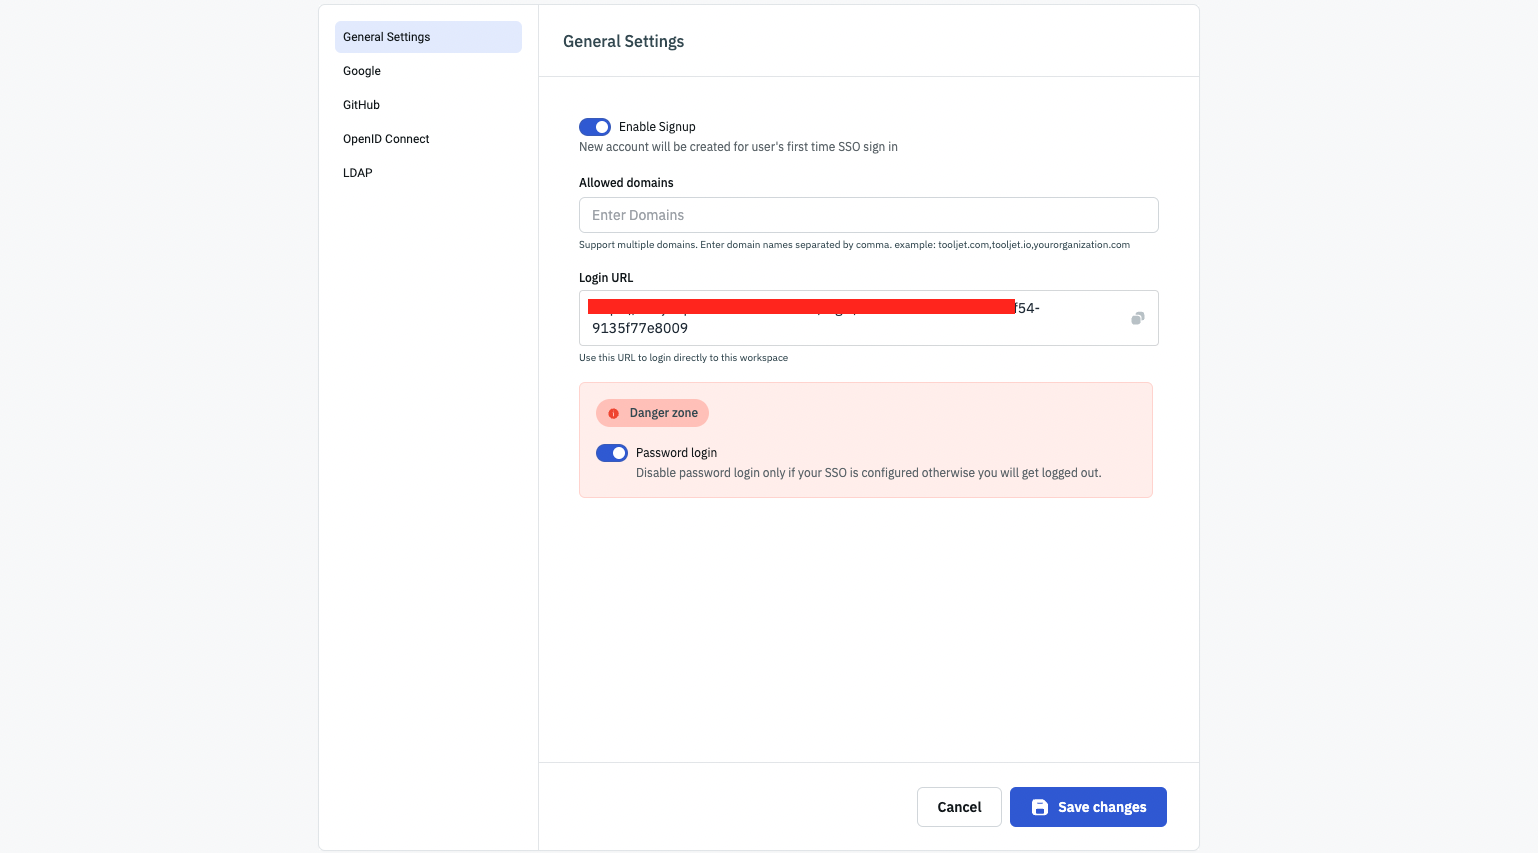 General Settings
Google
GitHub
OpenID Connect
LDAP
General Settings
Enable Signup
New account will be created for user's first time SSO sign in
Allowed domains
Enter Domains
Support multiple domains. Enter domain names separated by comma. example: tooljet.com,tooljet.io,yourorganization.com
Login URL
f54-
9135f77e8009
Use this URL to login directly to this workspace
Danger zone
Password login
Disable password login only if your SSO is configured otherwise you will get logged out.
Cancel
Save changes